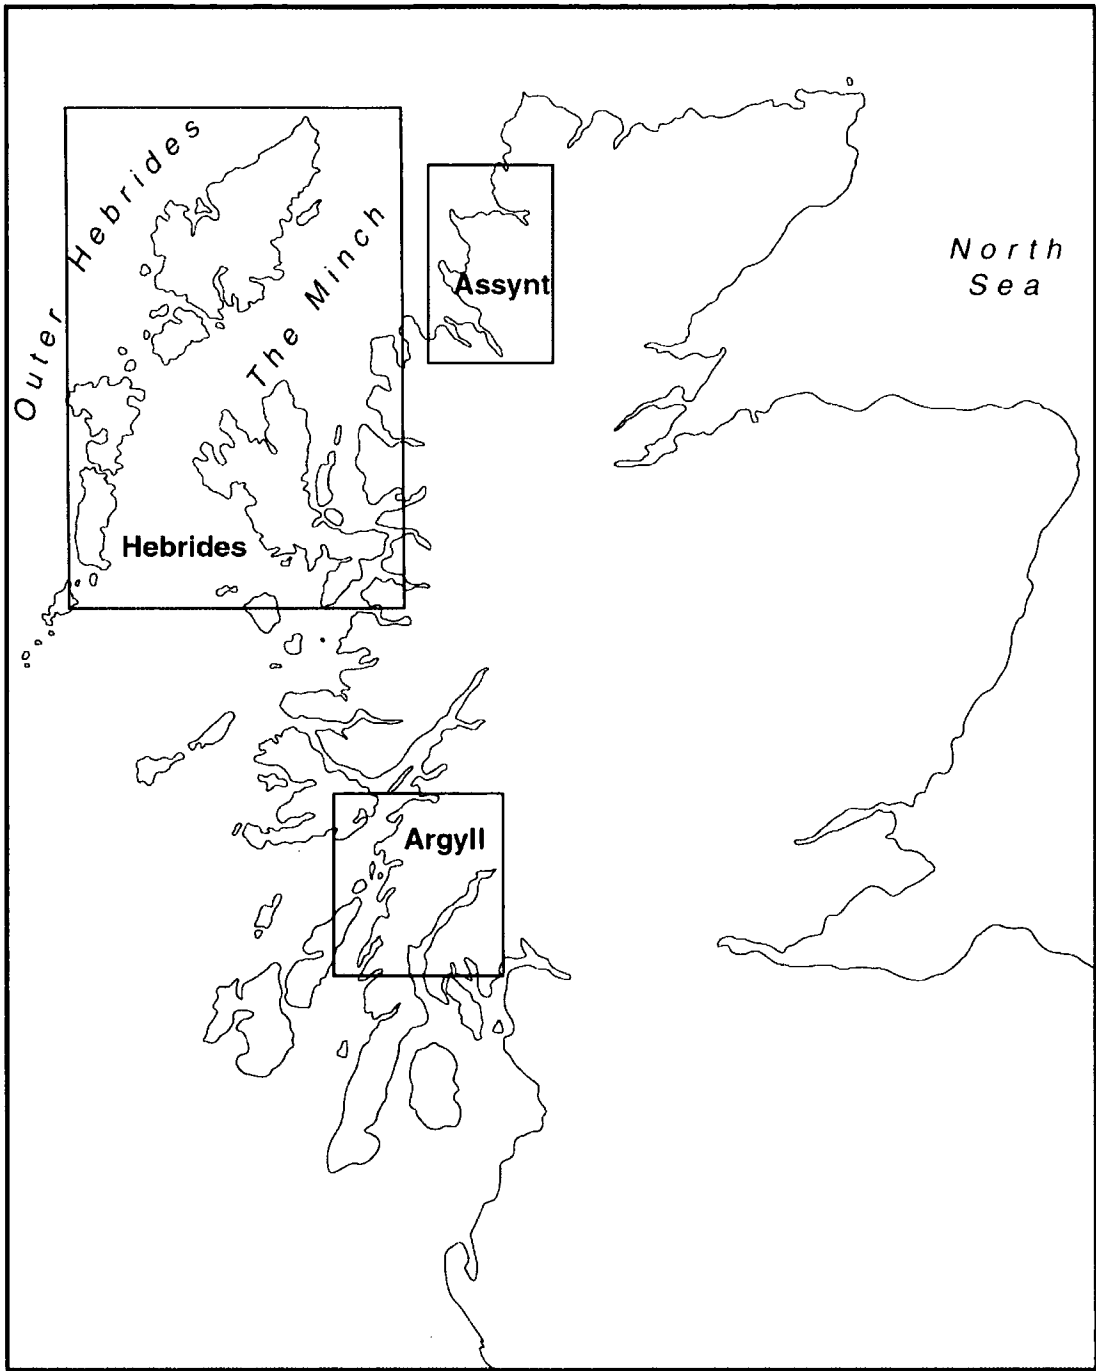 Outer Hebrides
The Minch
Assynt
North
Sea
Hebrides
Argyll